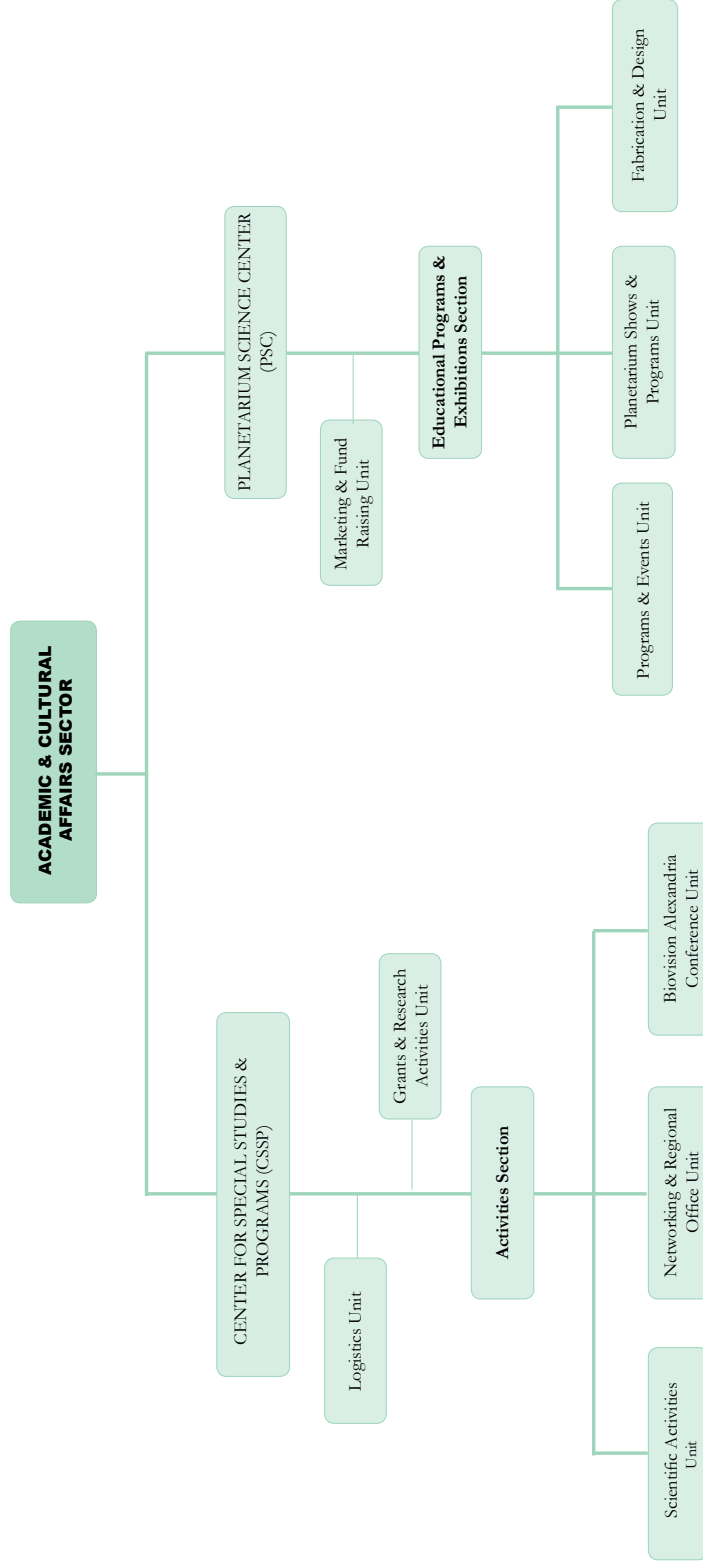 ACADEMIC & CULTURAL
AFFAIRS SECTOR
CENTER FOR SPECIAL STUDIES &
PROGRAMS (CSSP)
PLANETARIUM SCIENCE CENTER
(PSC)
Logistics Unit
Grants & Research
Activities Unit
Marketing & Fund
Raising Unit
Activities Section
Educational Programs &
Exhibitions Section
Scientific Activities
Unit
Networking & Regional
Office Unit
Biovision Alexandria
Conference Unit
Programs & Events Unit
Planetarium Shows &
Programs Unit
Fabrication & Design
Unit